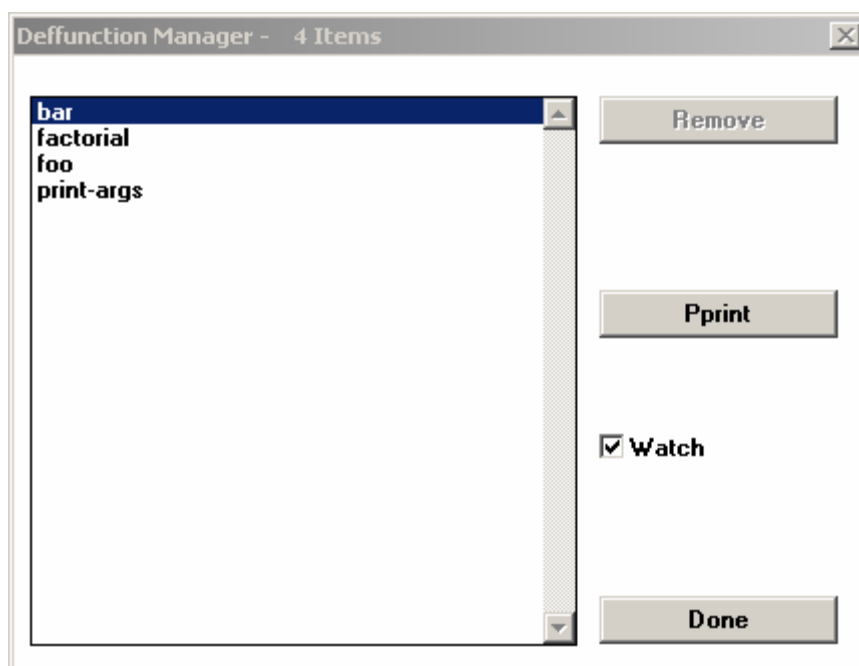 Deffunction Manager - 4 Items
bar
factorial
foo
print-args
Remove
Pprint
Watch
Done